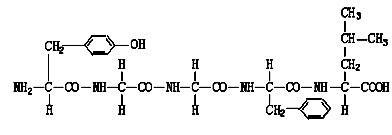 CH₃
CH—CH₃
CH₂ OH CH₂
NH₂ C CO—NH—C—CO—NH—C—CO—NH—C CO—NH—C—COOH
H H H H H
H H CH₂